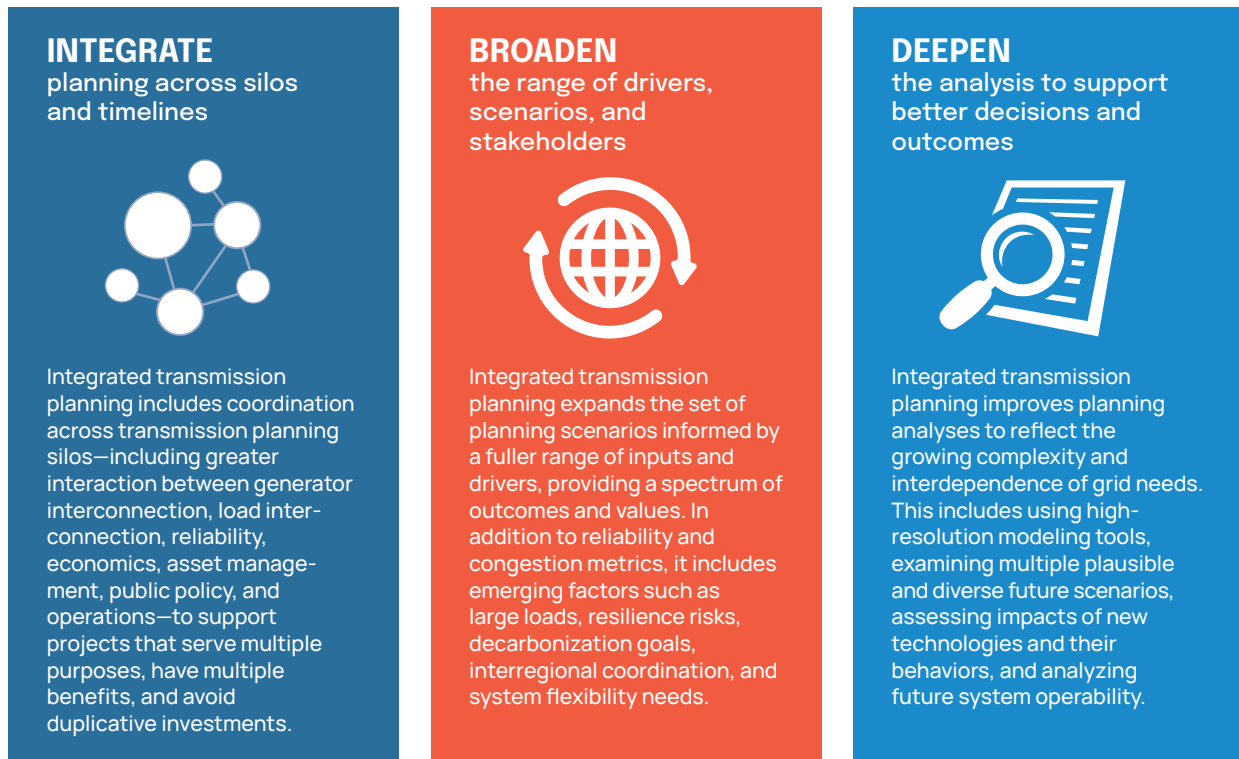 INTEGRATE
planning across silos
and timelines
Integrated transmission
planning includes coordination
across transmission planning
silos—including greater
interaction between generator
interconnection, load inter-
connection, reliability,
economics, asset manage-
ment, public policy, and
operations—to support
projects that serve multiple
purposes, have multiple
benefits, and avoid
duplicative investments.
BROADEN
the range of drivers,
scenarios, and
stakeholders
Integrated transmission
planning expands the set of
planning scenarios informed by
a fuller range of inputs and
drivers, providing a spectrum of
outcomes and values. In
addition to reliability and
congestion metrics, it includes
emerging factors such as
large loads, resilience risks,
decarbonization goals,
interregional coordination, and
system flexibility needs.
DEEPEN
the analysis to support
better decisions and
outcomes
Integrated transmission
planning improves planning
analyses to reflect the
growing complexity and
interdependence of grid needs.
This includes using high-
resolution modeling tools,
examining multiple plausible
and diverse future scenarios,
assessing impacts of new
technologies and their
behaviors, and analyzing
future system operability.